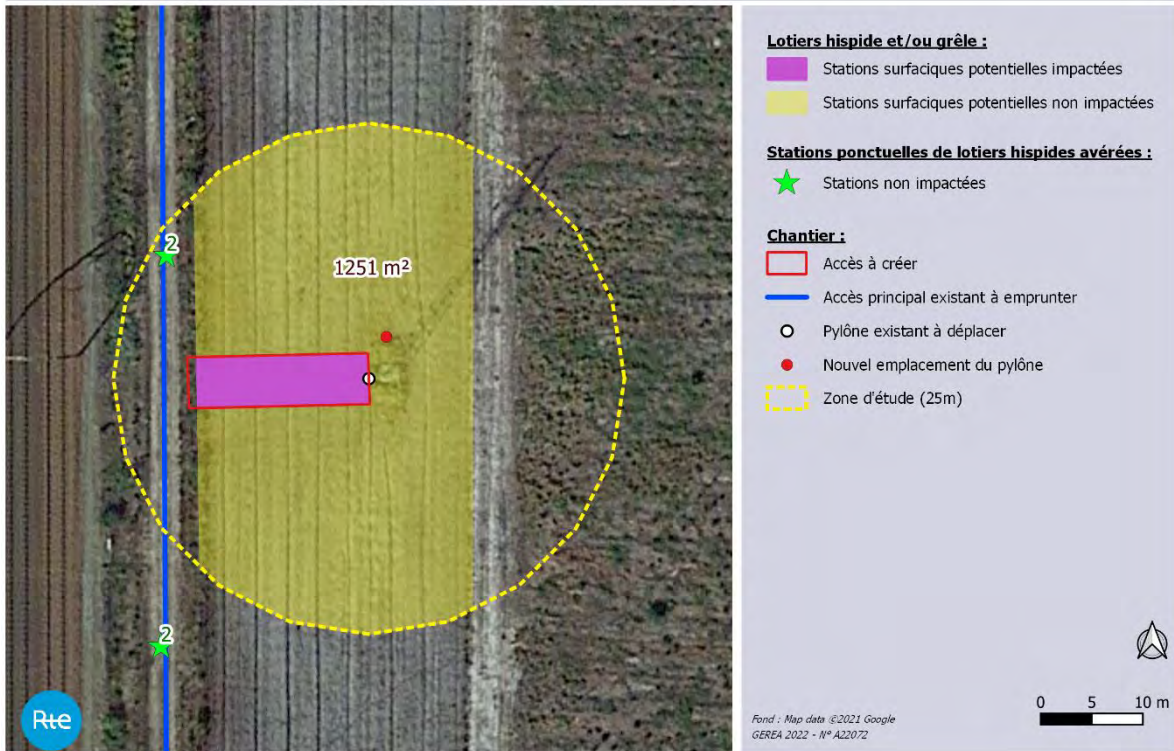 2
1251 m²
2
Rte
Lotiers hispide et/ou grêle :
Stations surfaciques potentielles impactées
Stations surfaciques potentielles non impactées
Stations ponctuelles de lotiers hispides avérées :
Stations non impactées
Chantier :
Accès à créer
Accès principal existant à emprunter
Pylône existant à déplacer
Nouvel emplacement du pylône
Zone d'étude (25m)
0 5 10 m
Fond : Map data ©2021 Google
GEREA 2022 - N° A22072